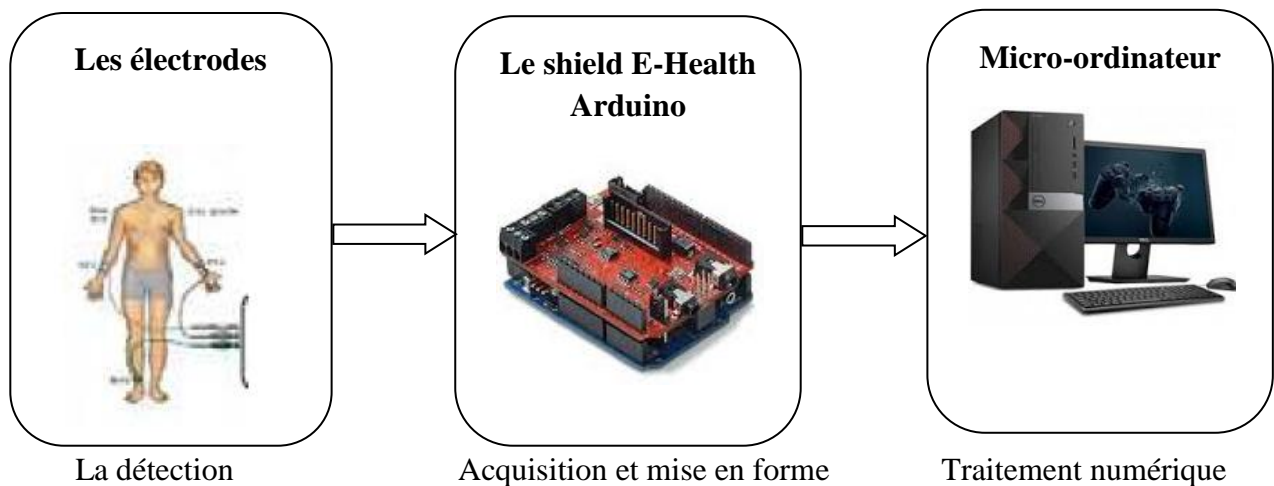 Les électrodes
Le shield E-Health
Arduino
Micro-ordinateur
La détection
Acquisition et mise en forme
Traitement numérique